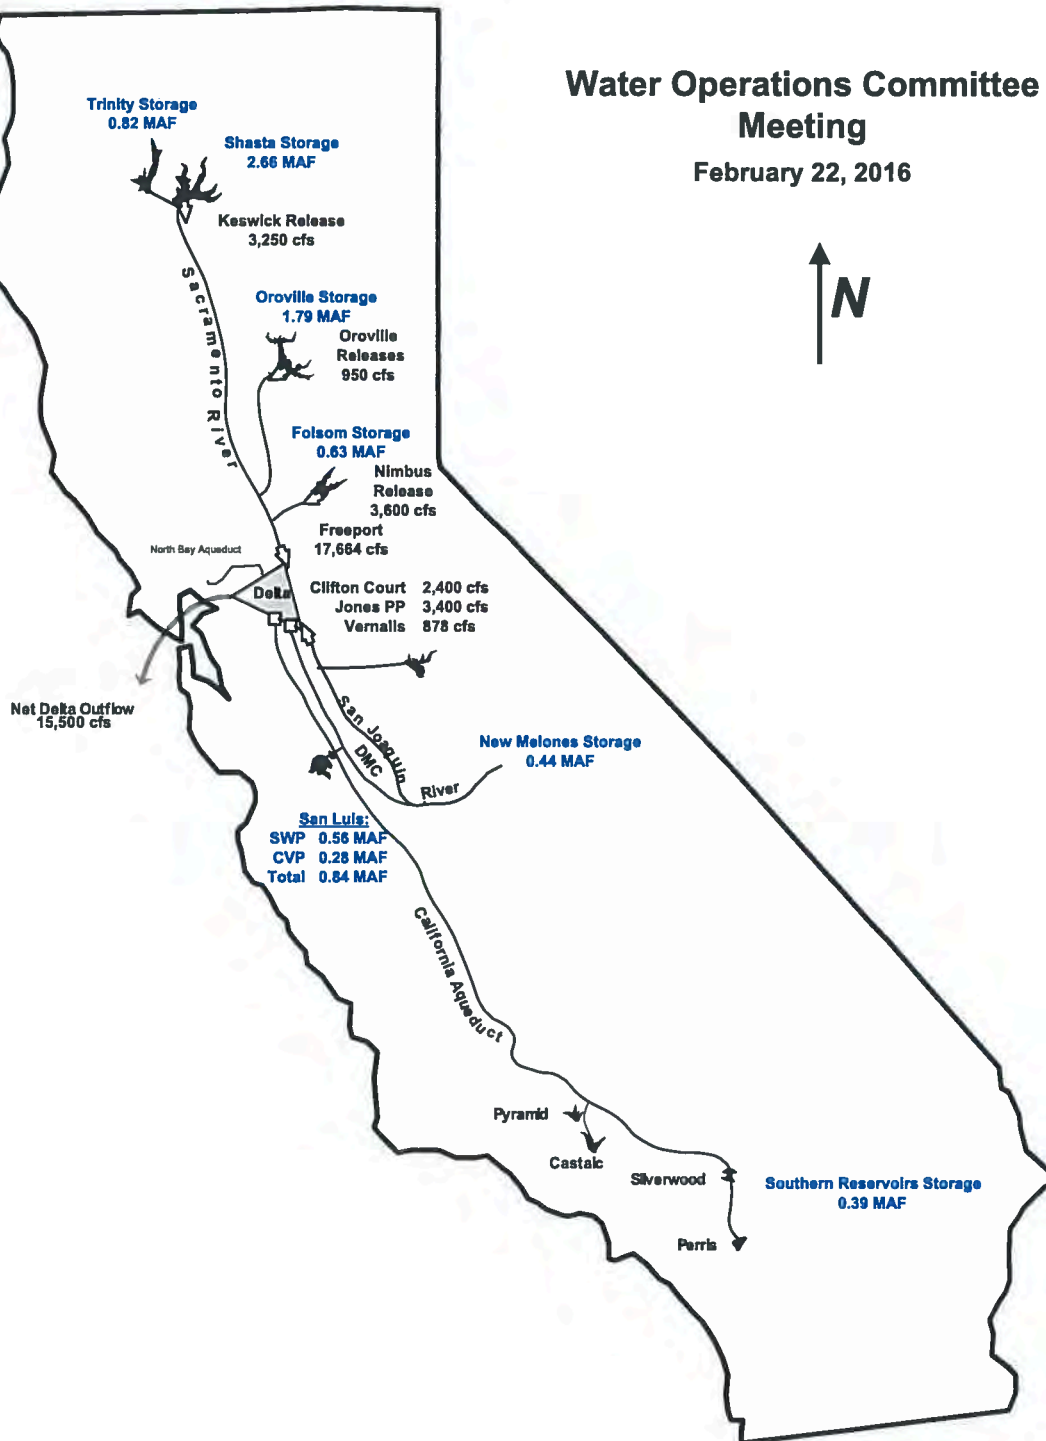 Water Operations Committee
Meeting
February 22, 2016
N
Trinity Storage
0.82 MAF
Shasta Storage
2.66 MAF
Keswick Release
3,250 cfs
Sacramento River
Oroville Storage
1.79 MAF
Oroville
Releases
950 cfs
Folsom Storage
0.63 MAF
Nimbus
Release
3,600 cfs
Freeport
17,664 cfs
North Bay Aqueduct
Delta
Clifton Court 2,400 cfs
Jones PP 3,400 cfs
Vernalis 878 cfs
Net Delta Outflow
15,500 cfs
San Joaquin
River
DMC
New Melones Storage
0.44 MAF
San Luis:
SWP 0.56 MAF
CVP 0.28 MAF
Total 0.84 MAF
California Aqueduct
Pyramid
Castaic
Silverwood
Southern Reservoirs Storage
0.39 MAF
Perris